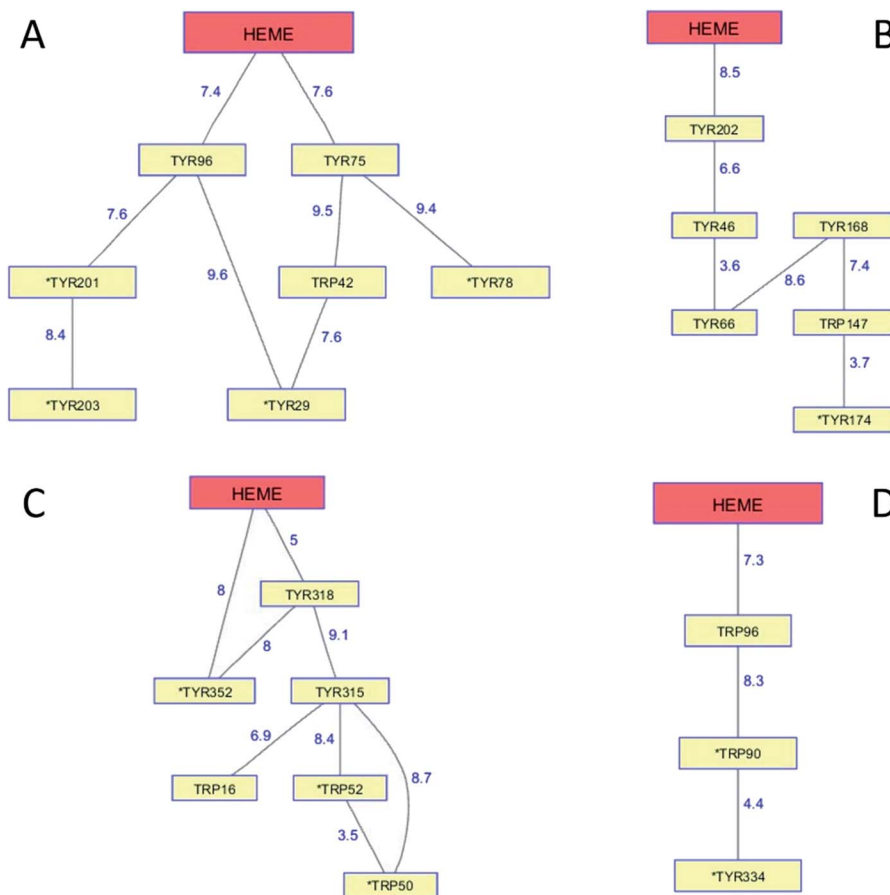 A
HEME
7.4
7.6
TYR96
TYR75
7.6
9.5
9.4
9.6
*TYR201
TRP42
*TYR78
8.4
7.6
*TYR203
*TYR29
B
HEME
8.5
TYR202
6.6
TYR46
TYR168
3.6
8.6
7.4
TYR66
TRP147
3.7
*TYR174
C
HEME
5
8
TYR318
8
9.1
*TYR352
TYR315
6.9
8.4
8.7
TRP16
*TRP52
3.5
*TRP50
D
HEME
7.3
TRP96
8.3
*TRP90
4.4
*TYR334